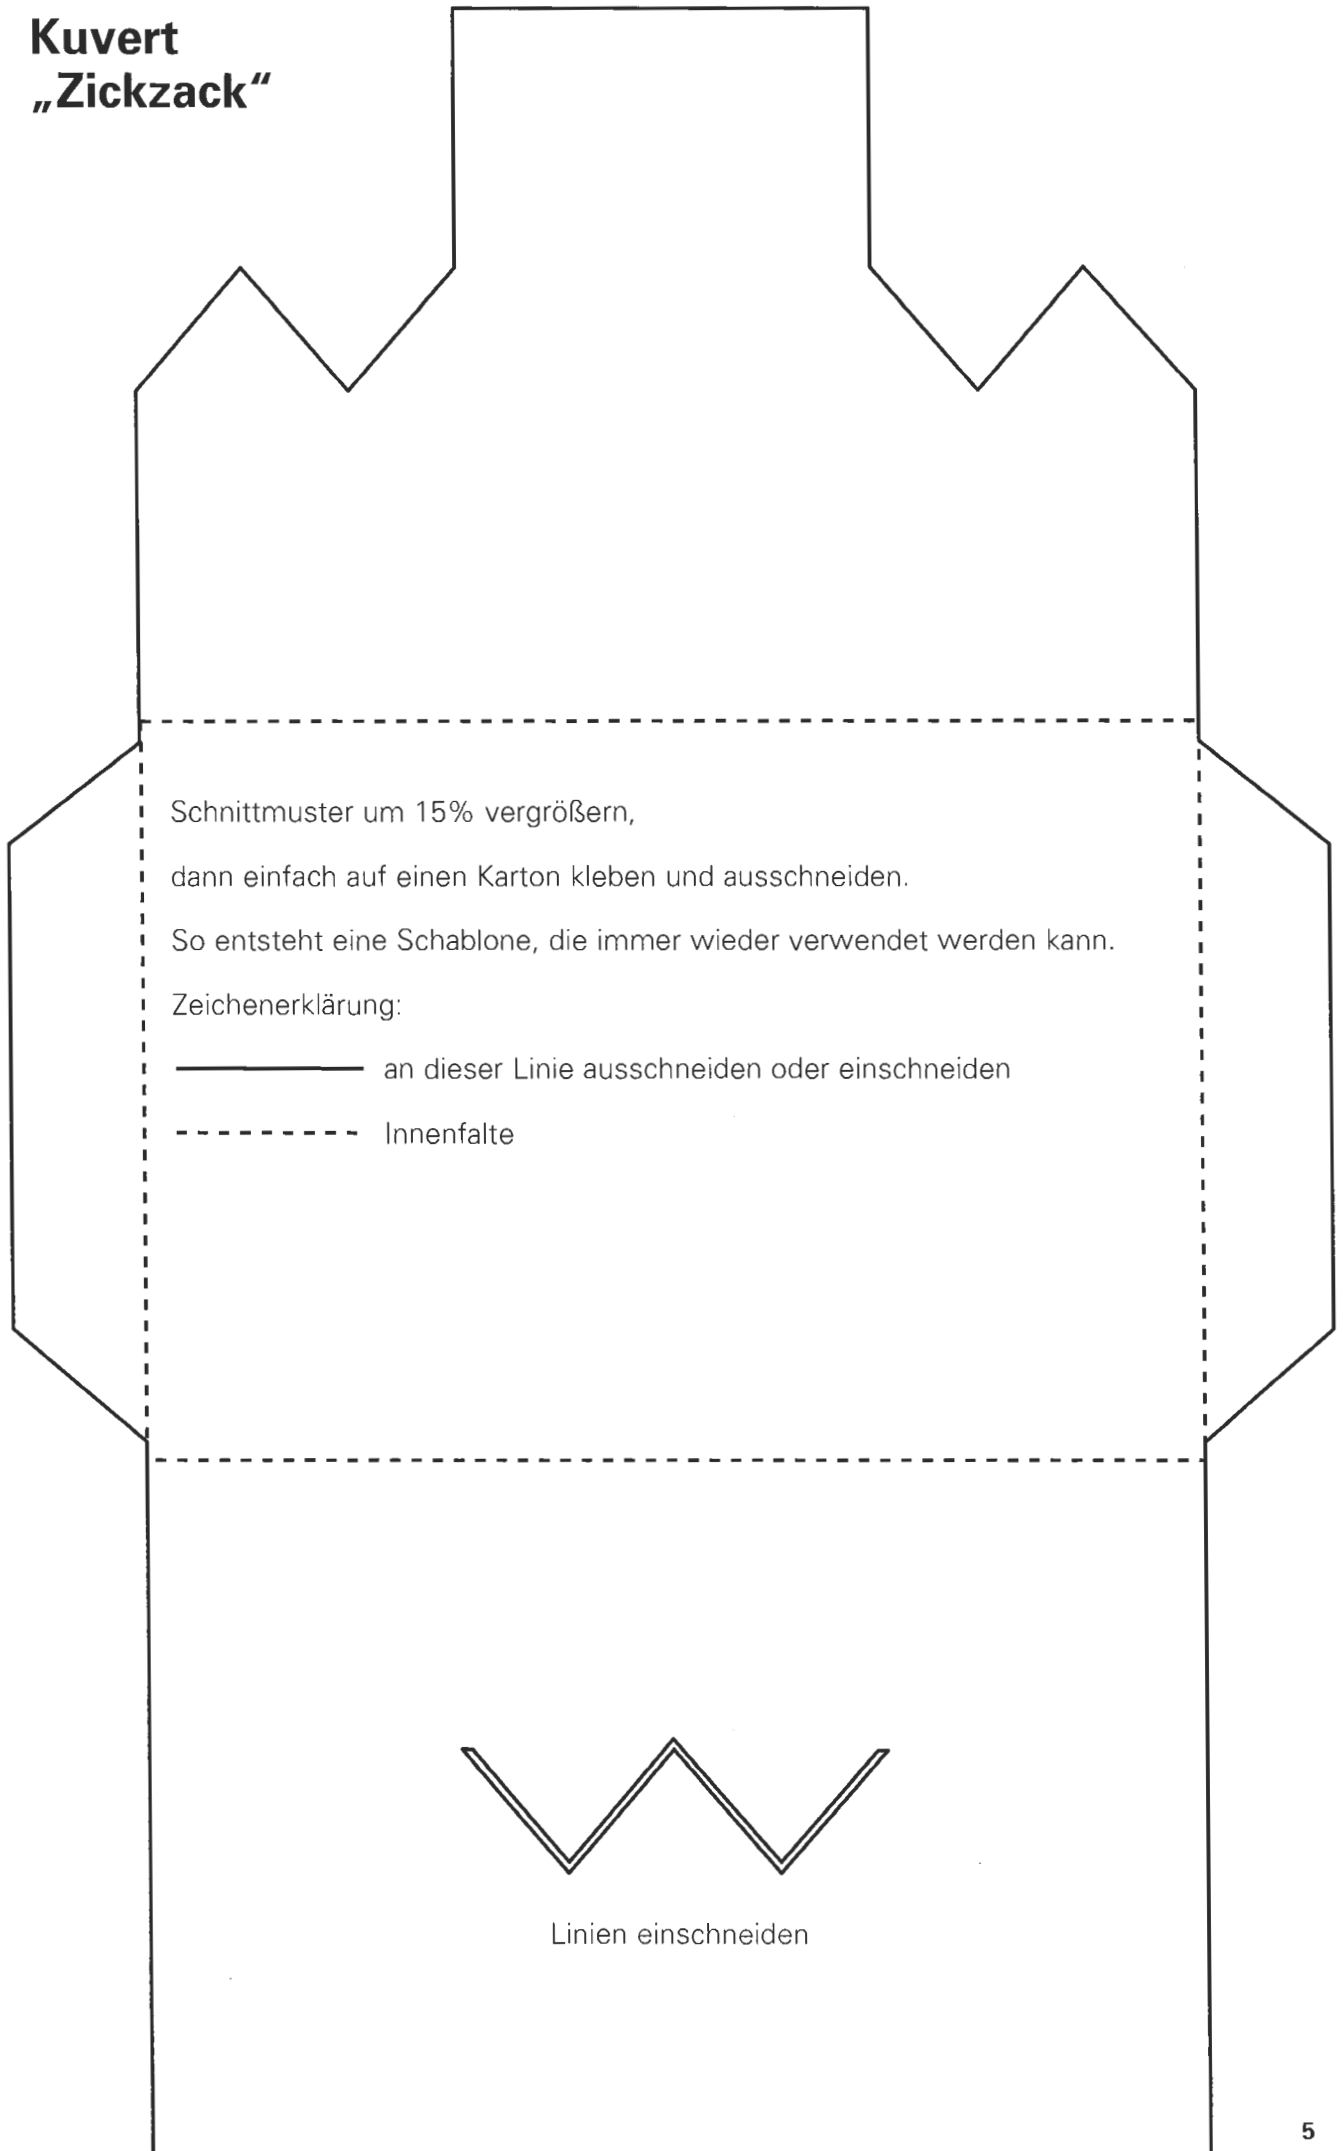 Kuvert
„Zickzack“
Schnittmuster um 15% vergrößern,
dann einfach auf einen Karton kleben und ausschneiden.
So entsteht eine Schablone, die immer wieder verwendet werden kann.
Zeichenerklärung:
an dieser Linie ausschneiden oder einschneiden
Innenfalte
Linien einschneiden
5